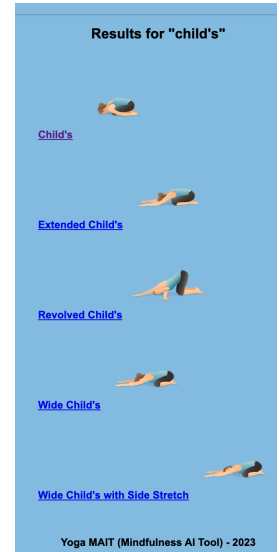 Results for "child's"
Child's
Extended Child's
Revolved Child's
Wide Child's
Wide Child's with Side Stretch
Yoga MAIT (Mindfulness AI Tool) - 2023